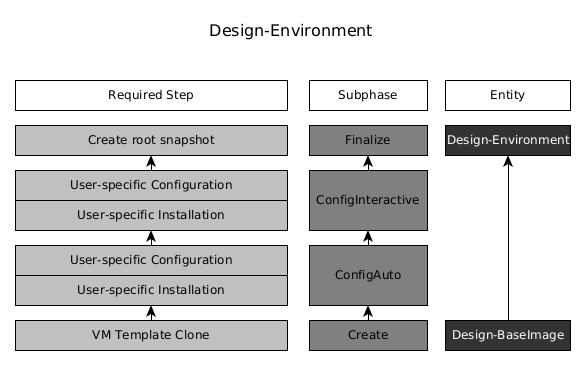 Design-Environment
Required Step
Subphase
Entity
Create root snapshot
Finalize
Design-Environment
User-specific Configuration
User-specific Installation
ConfigInteractive
User-specific Configuration
User-specific Installation
ConfigAuto
VM Template Clone
Create
Design-BaseImage